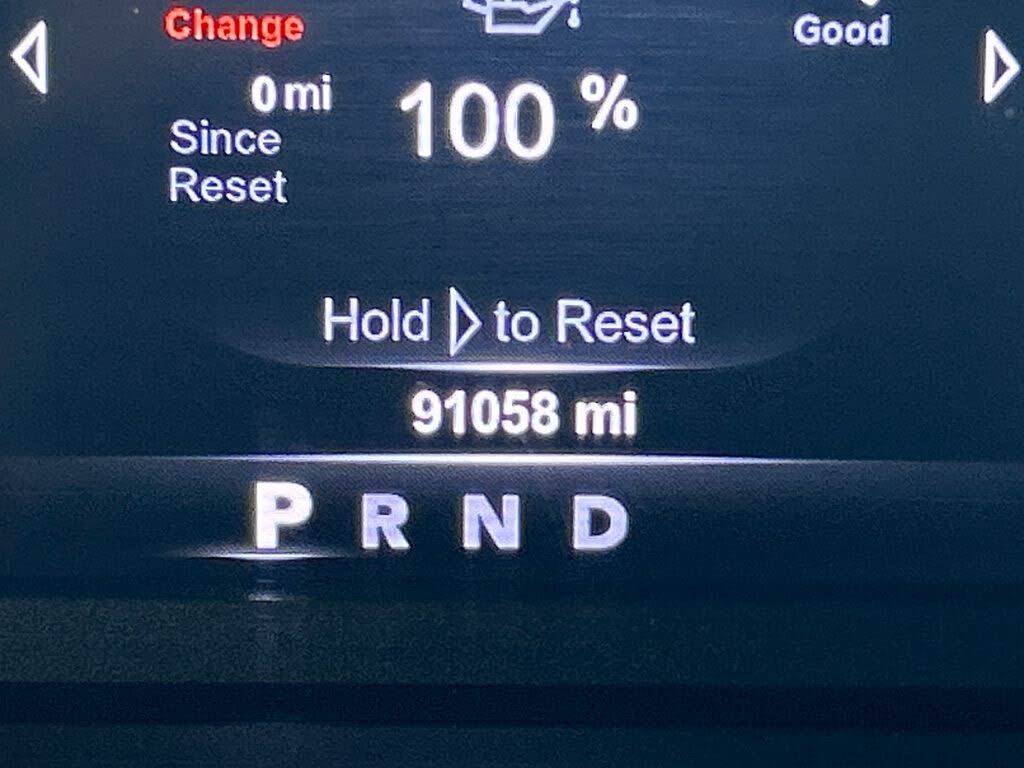 Change
Good
0 mi
100 %
Since
Reset
Hold ▷ to Reset
91058 mi
P R N D